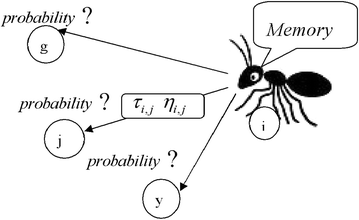 probability ?
Memory
g
probability ?
τi,j ηi,j
i
j
probability ?
y